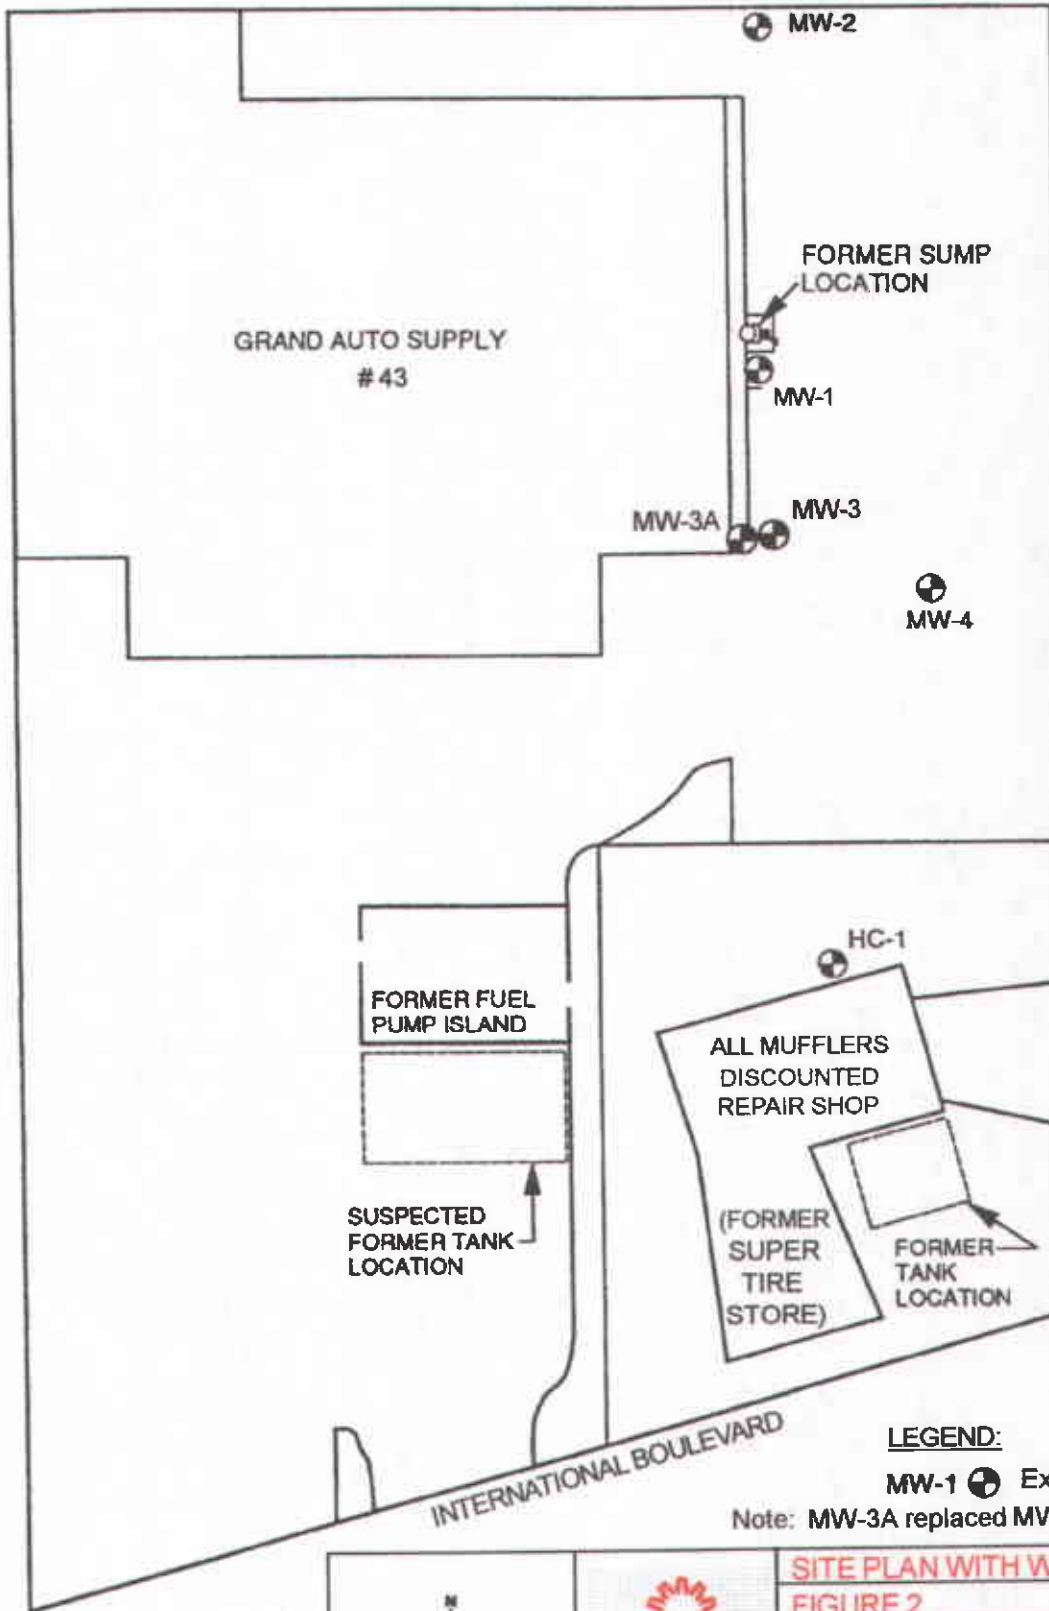 MW-2
FORMER SUMP
LOCATION
GRAND AUTO SUPPLY
#43
MW-1
MW-3A
MW-3
MW-4
HC-1
FORMER FUEL
PUMP ISLAND
ALL MUFFLERS
DISCOUNTED
REPAIR SHOP
SUSPECTED
FORMER TANK
LOCATION
(FORMER
SUPER
TIRE
STORE)
FORMER
TANK
LOCATION
INTERNATIONAL BOULEVARD
LEGEND:
MW-1 Ex
Note: MW-3A replaced MW
SITE PLAN WITH W
FIGURE 2
N